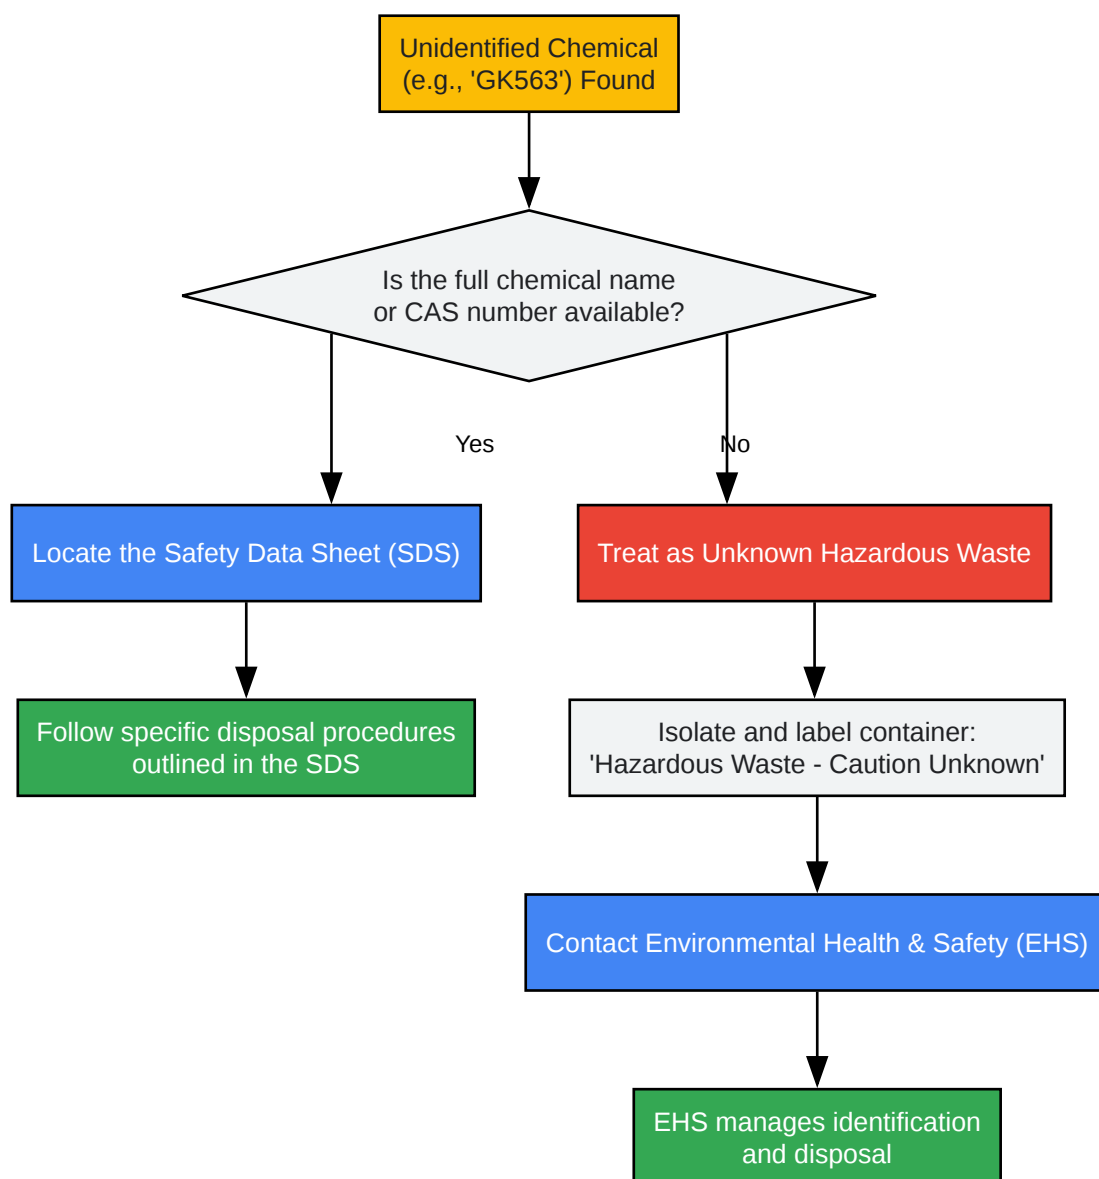 Unidentified Chemical
(e.g., 'GK563') Found
Is the full chemical name
or CAS number available?
Yes
No
Locate the Safety Data Sheet (SDS)
Treat as Unknown Hazardous Waste
Follow specific disposal procedures
outlined in the SDS
Isolate and label container:
'Hazardous Waste - Caution Unknown'
Contact Environmental Health & Safety (EHS)
EHS manages identification
and disposal